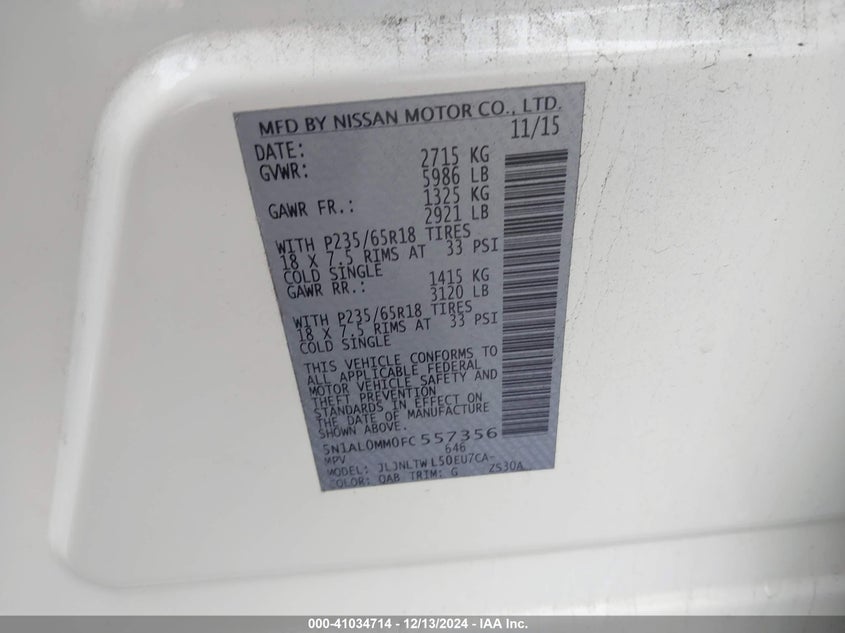 MFD BY NISSAN MOTOR CO., LTD.
DATE: 11/15
GVWR: 2715 KG
5986 LB
GAWR FR.: 1325 KG
2921 LB
WITH P235/65R18 TIRES
18 X 7.5 RIMS AT 33 PSI
COLD SINGLE
GAWR RR.: 1415 KG
3120 LB
WITH P235/65R18 TIRES
18 X 7.5 RIMS AT 33 PSI
COLD SINGLE
THIS VEHICLE CONFORMS TO
ALL APPLICABLE FEDERAL
MOTOR VEHICLE SAFETY AND
THEFT PREVENTION
STANDARDS IN EFFECT ON
THE DATE OF MANUFACTURE
SHOWN ABOVE.
5N1AL0MM0FC557356
MPV 646
MODEL: JLJNLTWL50EU7CA-
COLOR: QAB TRIM: G ZS30A
000-41034714 - 12/13/2024 - IAA Inc.